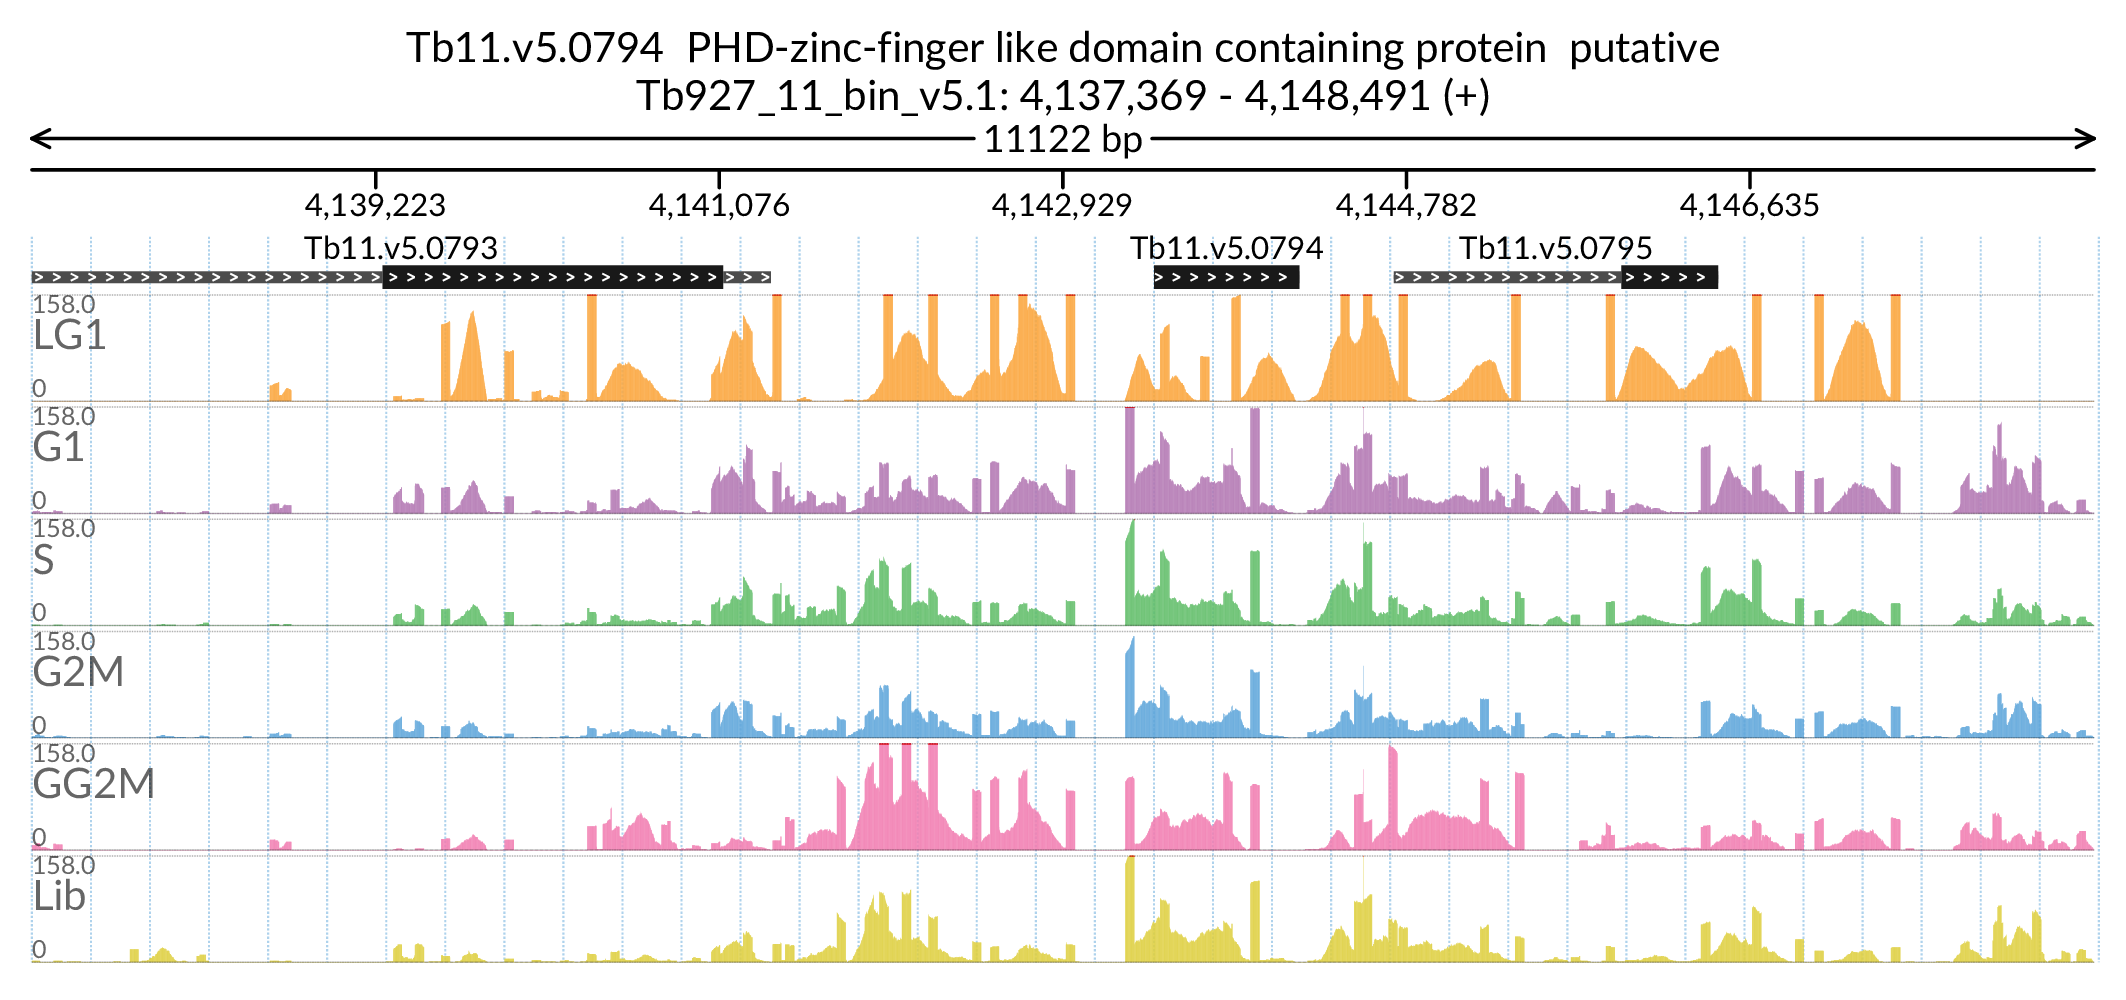 Tb11.v5.0794 PHD-zinc-finger like domain containing protein putative
Tb927_11_bin_v5.1: 4,137,369 - 4,148,491 (+)
11122 bp
4,139,223 4,141,076 4,142,929 4,144,782 4,146,635
Tb11.v5.0793 Tb11.v5.0794 Tb11.v5.0795
158.0
LG1
0
158.0
G1
0
158.0
S
0
158.0
G2M
0
158.0
GG2M
0
158.0
Lib
0